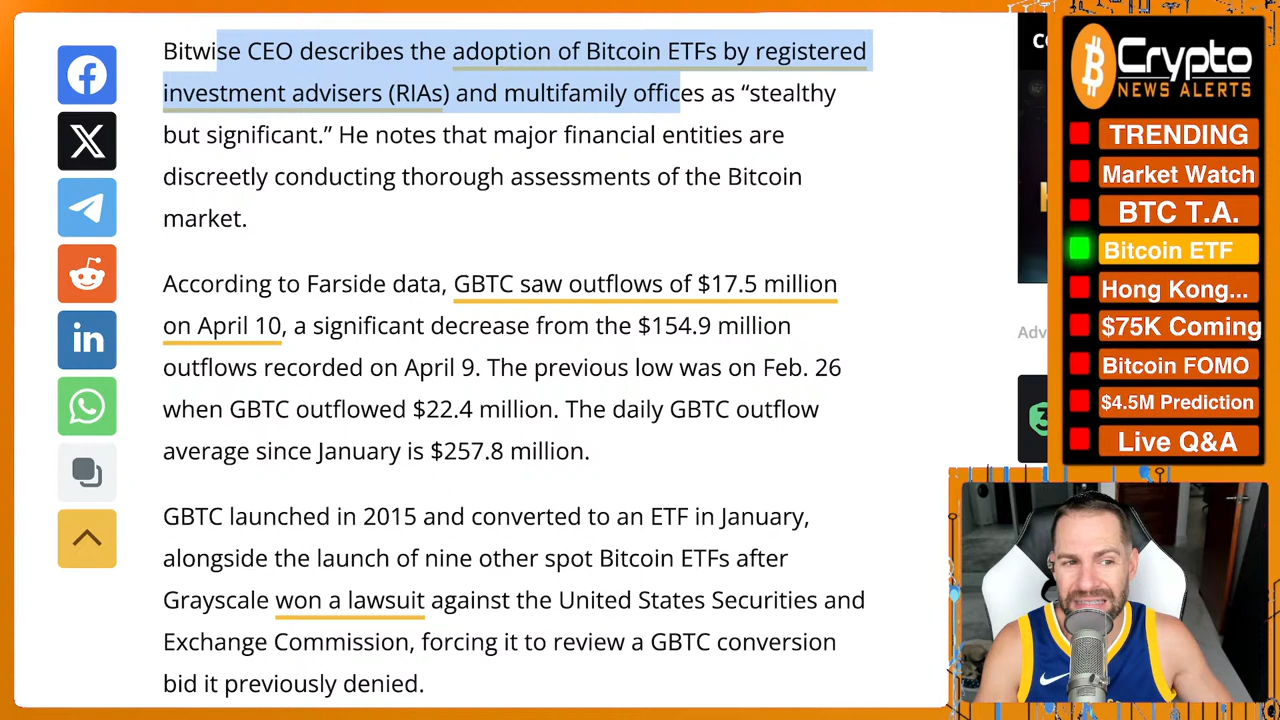 Bitwise CEO describes the adoption of Bitcoin ETFs by registered
investment advisers (RIAs) and multifamily offices as “stealthy
but significant.” He notes that major financial entities are
discreetly conducting thorough assessments of the Bitcoin
market.
According to Farside data, GBTC saw outflows of $17.5 million
on April 10, a significant decrease from the $154.9 million
outflows recorded on April 9. The previous low was on Feb. 26
when GBTC outflowed $22.4 million. The daily GBTC outflow
average since January is $257.8 million.
GBTC launched in 2015 and converted to an ETF in January,
alongside the launch of nine other spot Bitcoin ETFs after
Grayscale won a lawsuit against the United States Securities and
Exchange Commission, forcing it to review a GBTC conversion
bid it previously denied.
Crypto
NEWS ALERTS
TRENDING
Market Watch
BTC T.A.
Bitcoin ETF
Hong Kong...
$75K Coming
Bitcoin FOMO
$4.5M Prediction
Live Q&A